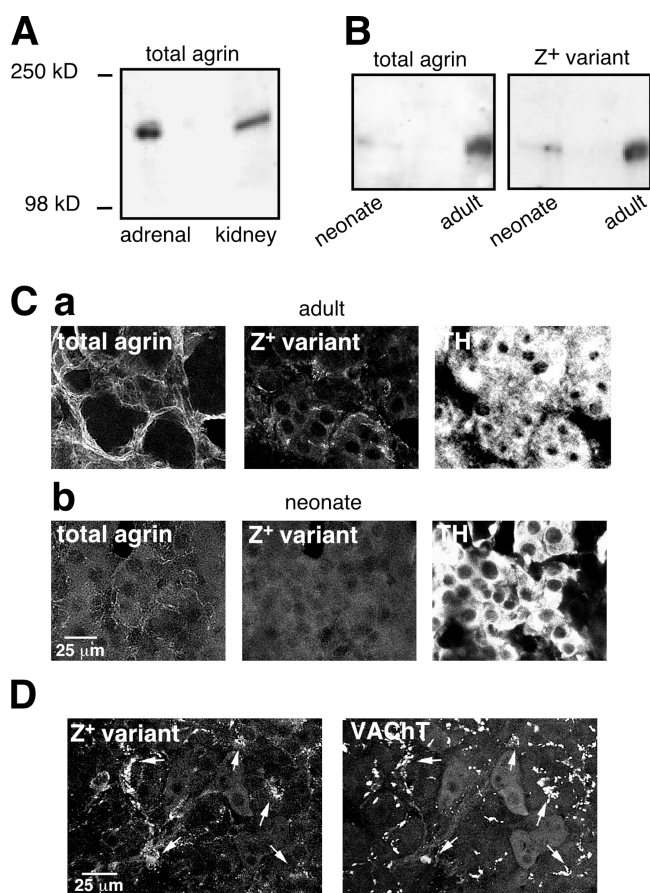 A
total agrin
250 kD
98 kD
adrenal kidney
B
total agrin Z+ variant
neonate adult neonate adult
C a
adult
total agrin Z+ variant TH
b
neonate
total agrin Z+ variant TH
25 μm
D
Z+ variant VAChT
25 μm